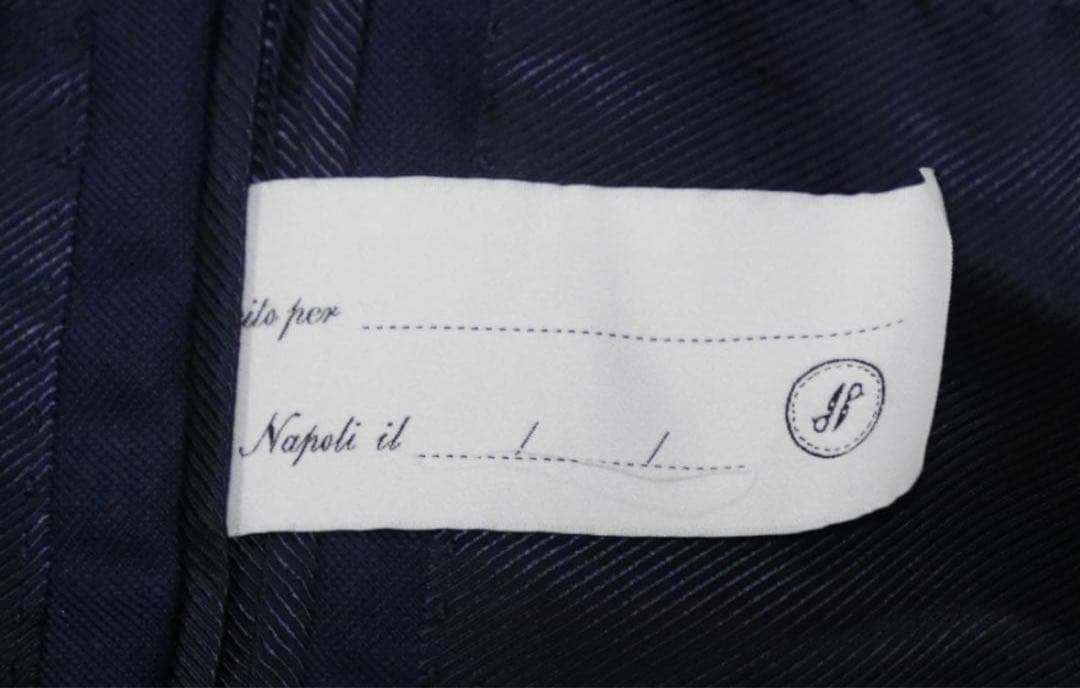 ito per
Napoli il / /